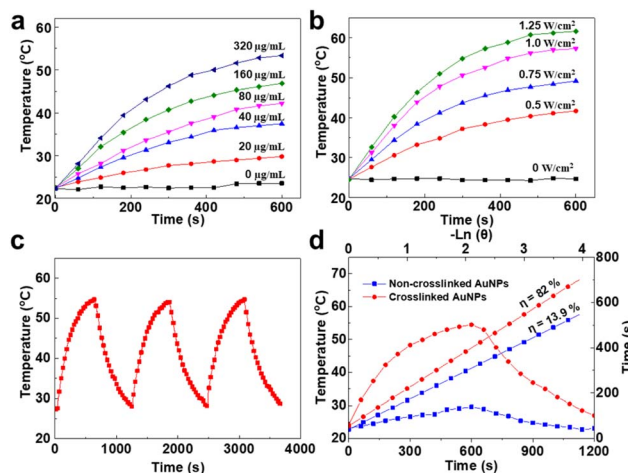 a
Temperature (°C)
60
50
40
30
20
320 µg/mL
160 µg/mL
80 µg/mL
40 µg/mL
20 µg/mL
0 µg/mL
0 200 400 600
Time (s)
b
Temperature (°C)
60
50
40
30
20
1.25 W/cm²
1.0 W/cm²
0.75 W/cm²
0.5 W/cm²
0 W/cm²
0 200 400 600
Time (s)
c
Temperature (°C)
70
60
50
40
30
20
0 1000 2000 3000 4000
Time (s)
d
-Ln (θ)
0 1 2 3 4
Temperature (°C)
70
60
50
40
30
20
Non-crosslinked AuNPs
Crosslinked AuNPs
η = 82 %
η = 13.9 %
800
700
600
500
400
200
100
0
Time (s)
0 300 600 900 1200
Time (s)